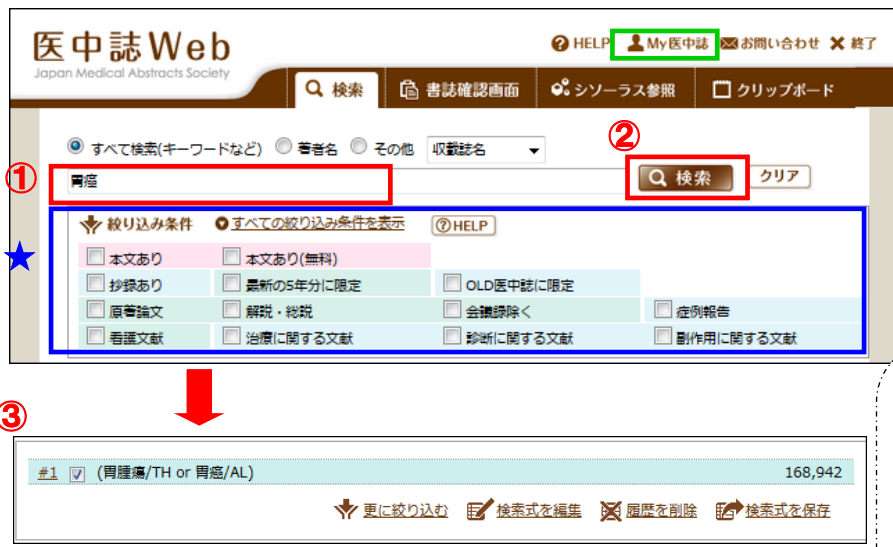 医中誌Web
Japan Medical Abstracts Society
HELP My医中誌 お問い合わせ 終了
検索 書誌確認画面 シソーラス参照 クリップボード
すべて検索(キーワードなど) 著者名 その他 収載誌名
②
①
胃癌 検索 クリア
★ 絞り込み条件 すべての絞り込み条件を表示 HELP
本文あり 本文あり(無料)
抄録あり 最新の5年分に限定 OLD医中誌に限定
原著論文 解説・総説 会議録除く 症例報告
看護文献 治療に関する文献 診断に関する文献 副作用に関する文献
③
#1 (胃腫瘍/TH or 胃癌/AL) 168,942
更に絞り込む 検索式を編集 履歴を削除 検索式を保存